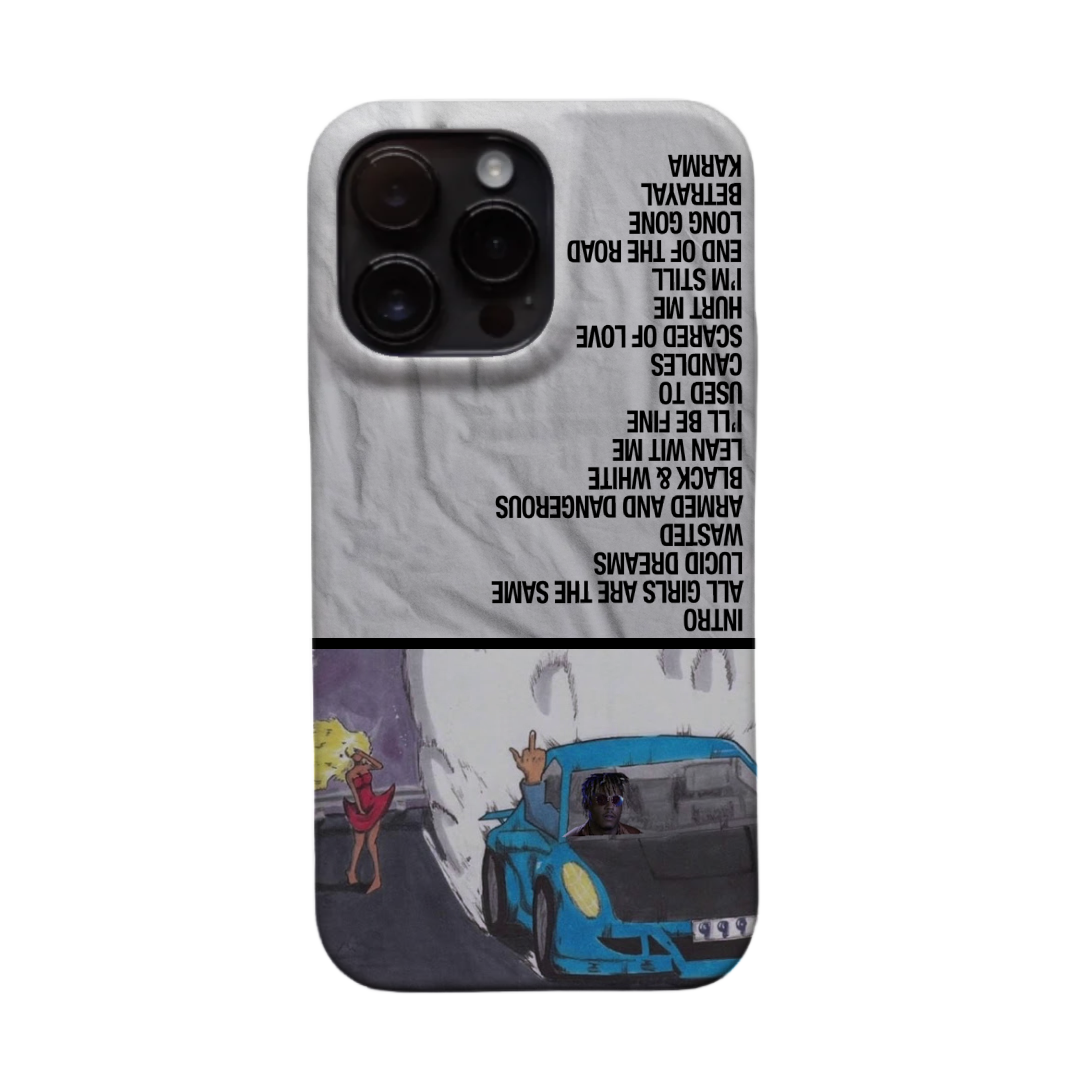 INTRO
ALL GIRLS ARE THE SAME
LUCID DREAMS
WASTED
ARMED AND DANGEROUS
BLACK & WHITE
LEAN WIT ME
I'LL BE FINE
USED TO
CANDLES
SCARED OF LOVE
HURT ME
I'M STILL
END OF THE ROAD
LONG GONE
BETRAYAL
KARMA
999